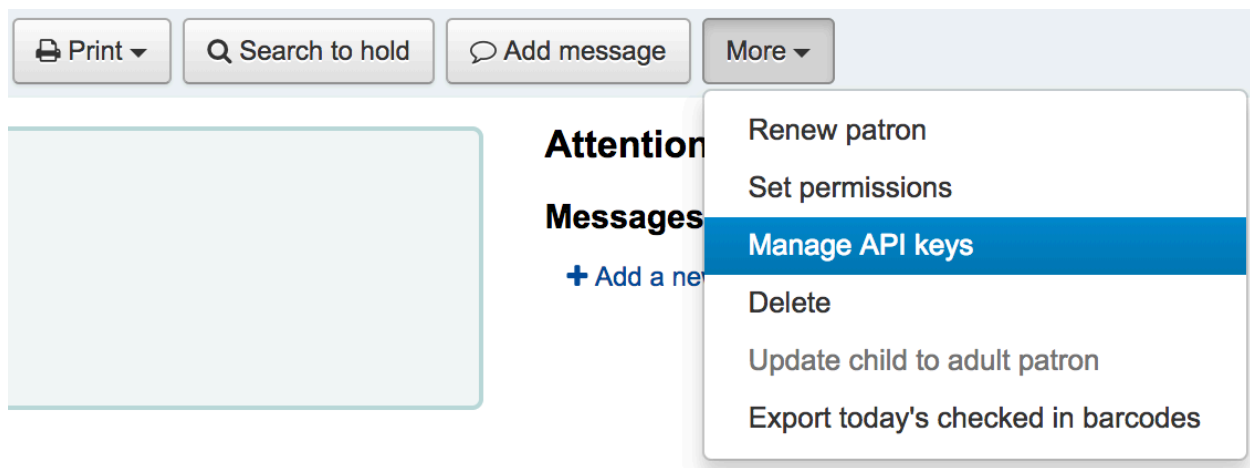 Print
Search to hold
Add message
More
Attention
Messages
Add a ne
Renew patron
Set permissions
Manage API keys
Delete
Update child to adult patron
Export today's checked in barcodes